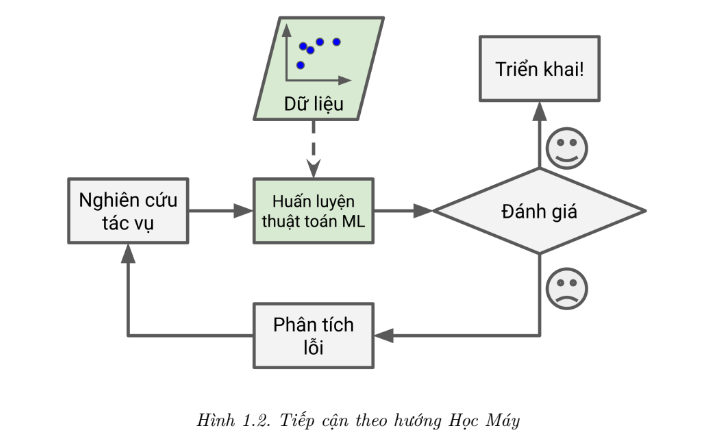 Dữ liệu
Triển khai!
Nghiên cứu
tác vụ
Huấn luyện
thuật toán ML
Đánh giá
Phân tích
lỗi
Hình 1.2. Tiếp cận theo hướng Học Máy